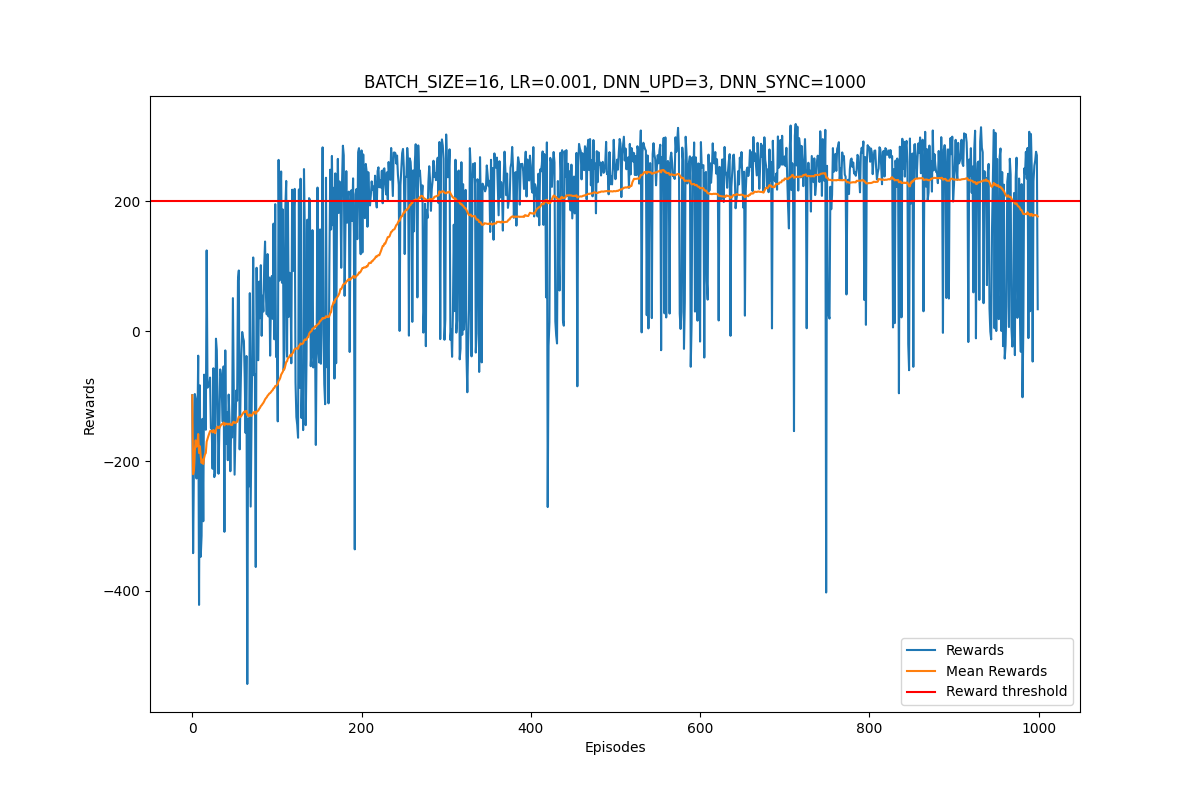 BATCH_SIZE=16, LR=0.001, DNN_UPD=3, DNN_SYNC=1000
Rewards
200
0
−200
−400
0
200
400
600
800
1000
Episodes
Rewards
Mean Rewards
Reward threshold